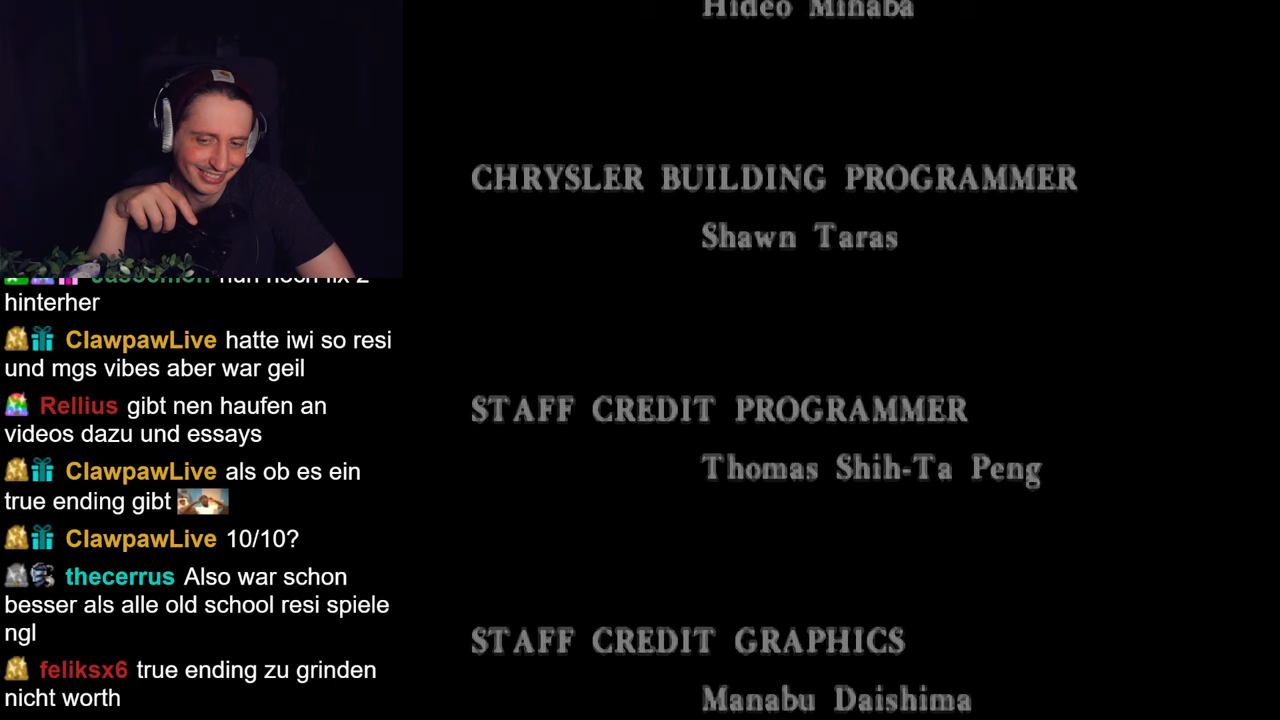 Hideo Minaba
CHRYSLER BUILDING PROGRAMMER
Shawn Taras
STAFF CREDIT PROGRAMMER
Thomas Shih-Ta Peng
STAFF CREDIT GRAPHICS
Manabu Daishima
hinterher
ClawpawLive hatte iwi so resi
und mgs vibes aber war geil
Rellius gibt nen haufen an
videos dazu und essays
ClawpawLive als ob es ein
true ending gibt
ClawpawLive 10/10?
thecerrus Also war schon
besser als alle old school resi spiele
ngl
feliksx6 true ending zu grinden
nicht worth